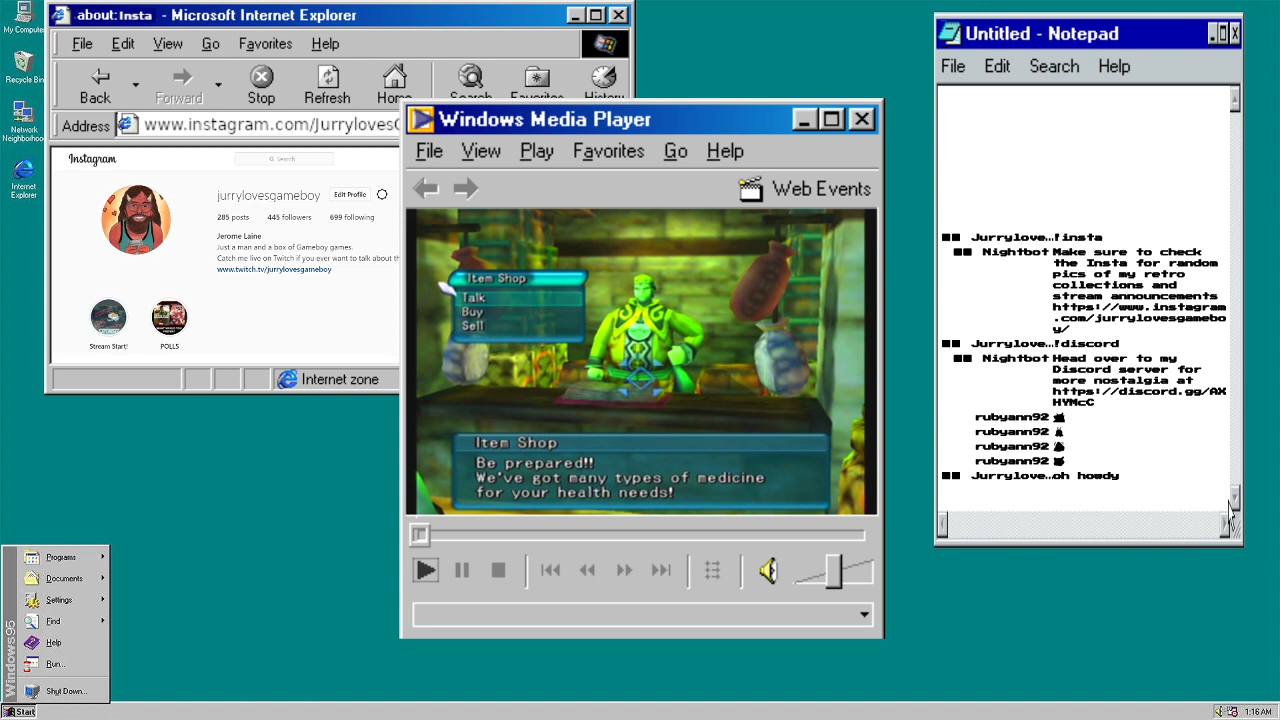 My Compute
Recycle Bin
Network
Neighborhoo
Internet
Explorer
about:Insta - Microsoft Internet Explorer
File Edit View Go Favorites Help
Back Forward Stop Refresh Home Search Favorites History
Address www.instagram.com/Jurryloves
Instagram
Search
jurrylovesgameboy Edit Profile
285 posts 445 followers 699 following
Jerome Laine
Just a man and a box of Gameboy games.
Catch me live on Twitch if you ever want to talk about th
www.twitch.tv/jurrylovesgameboy
Stream Start! POLLS
Internet zone
Windows Media Player
File View Play Favorites Go Help
Web Events
Item Shop
Talk
Buy
Sell
Item Shop
Be prepared!!
We've got many types of medicine
for your health needs!
Untitled - Notepad
File Edit Search Help
Jurrylove…!insta
Nightbot Make sure to check
the Insta for random
pics of my retro
collections and
stream announcements
https://www.instagram
.com/jurrylovesgamebo
y/
Jurrylove…!discord
Nightbot Head over to my
Discord server for
more nostalgia at
https://discord.gg/AX
HYMcC
rubyann92
rubyann92
rubyann92
rubyann92
Jurrylove…oh howdy
Windows95
Programs
Documents
Settings
Find
Help
Run...
Shut Down...
Start
1:16 AM